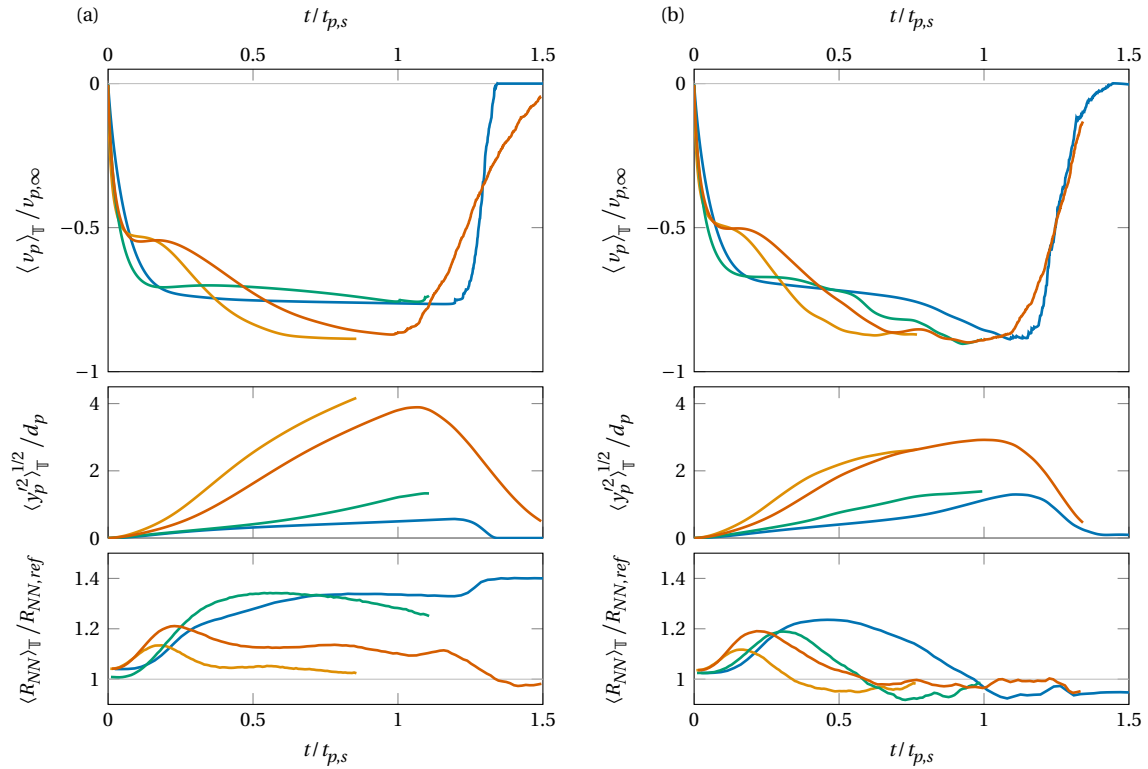 (a)
t / t_{p,s}
(b)
t / t_{p,s}
0 0.5 1 1.5
0 0.5 1 1.5
0
−0.5
−1
⟨v_p⟩_𝕋 / v_{p,∞}
0
−0.5
−1
⟨v_p⟩_𝕋 / v_{p,∞}
4
2
0
⟨y_p'^2⟩_𝕋^{1/2} / d_p
4
2
0
⟨y_p'^2⟩_𝕋^{1/2} / d_p
1.4
1.2
1
⟨R_{NN}⟩_𝕋 / R_{NN,ref}
1.4
1.2
1
⟨R_{NN}⟩_𝕋 / R_{NN,ref}
0 0.5 1 1.5
0 0.5 1 1.5
t / t_{p,s}
t / t_{p,s}